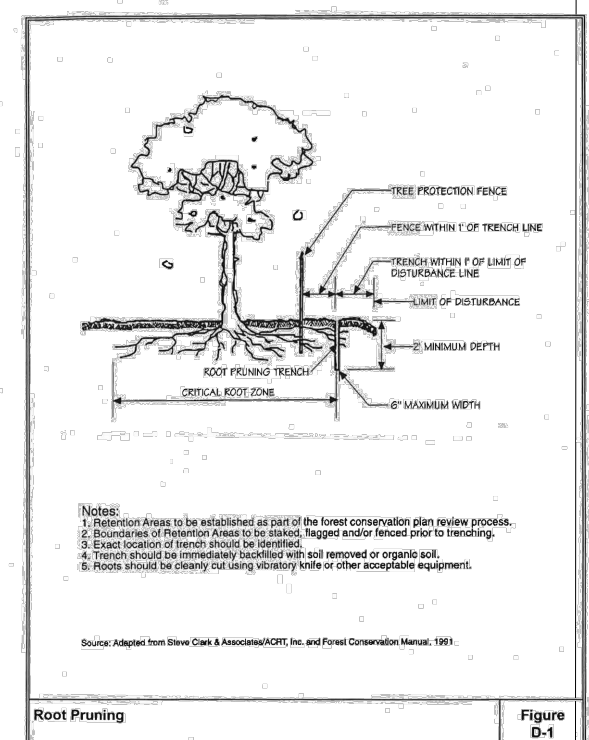 TREE PROTECTION FENCE
FENCE WITHIN 1' OF TRENCH LINE
TRENCH WITHIN 1' OF LIMIT OF
DISTURBANCE LINE
LIMIT OF DISTURBANCE
2' MINIMUM DEPTH
ROOT PRUNING TRENCH
CRITICAL ROOT ZONE
6" MAXIMUM WIDTH
Notes:
1. Retention Areas to be established as part of the forest conservation plan review process.
2. Boundaries of Retention Areas to be staked, flagged and/or fenced prior to trenching.
3. Exact location of trench should be identified.
4. Trench should be immediately backfilled with soil removed or organic soil.
5. Roots should be cleanly cut using vibratory knife or other acceptable equipment.
Source: Adapted from Steve Clark & Associates/ACRT, Inc. and Forest Conservation Manual, 1991
Root Pruning
Figure
D-1